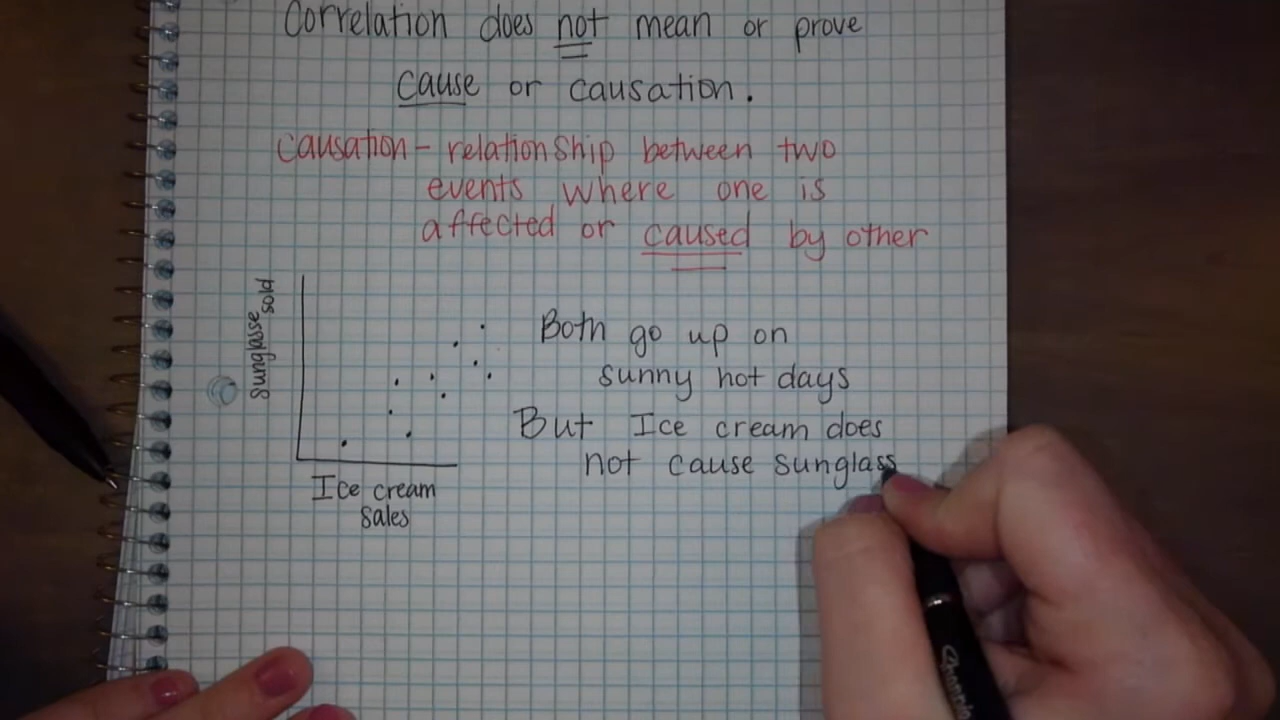 Correlation does not mean or prove
cause or causation.
causation - relationship between two
events where one is
affected or caused by other
sunglasse
sold
Both go up on
sunny hot days
But Ice cream does
not cause sunglass
Ice cream
sales